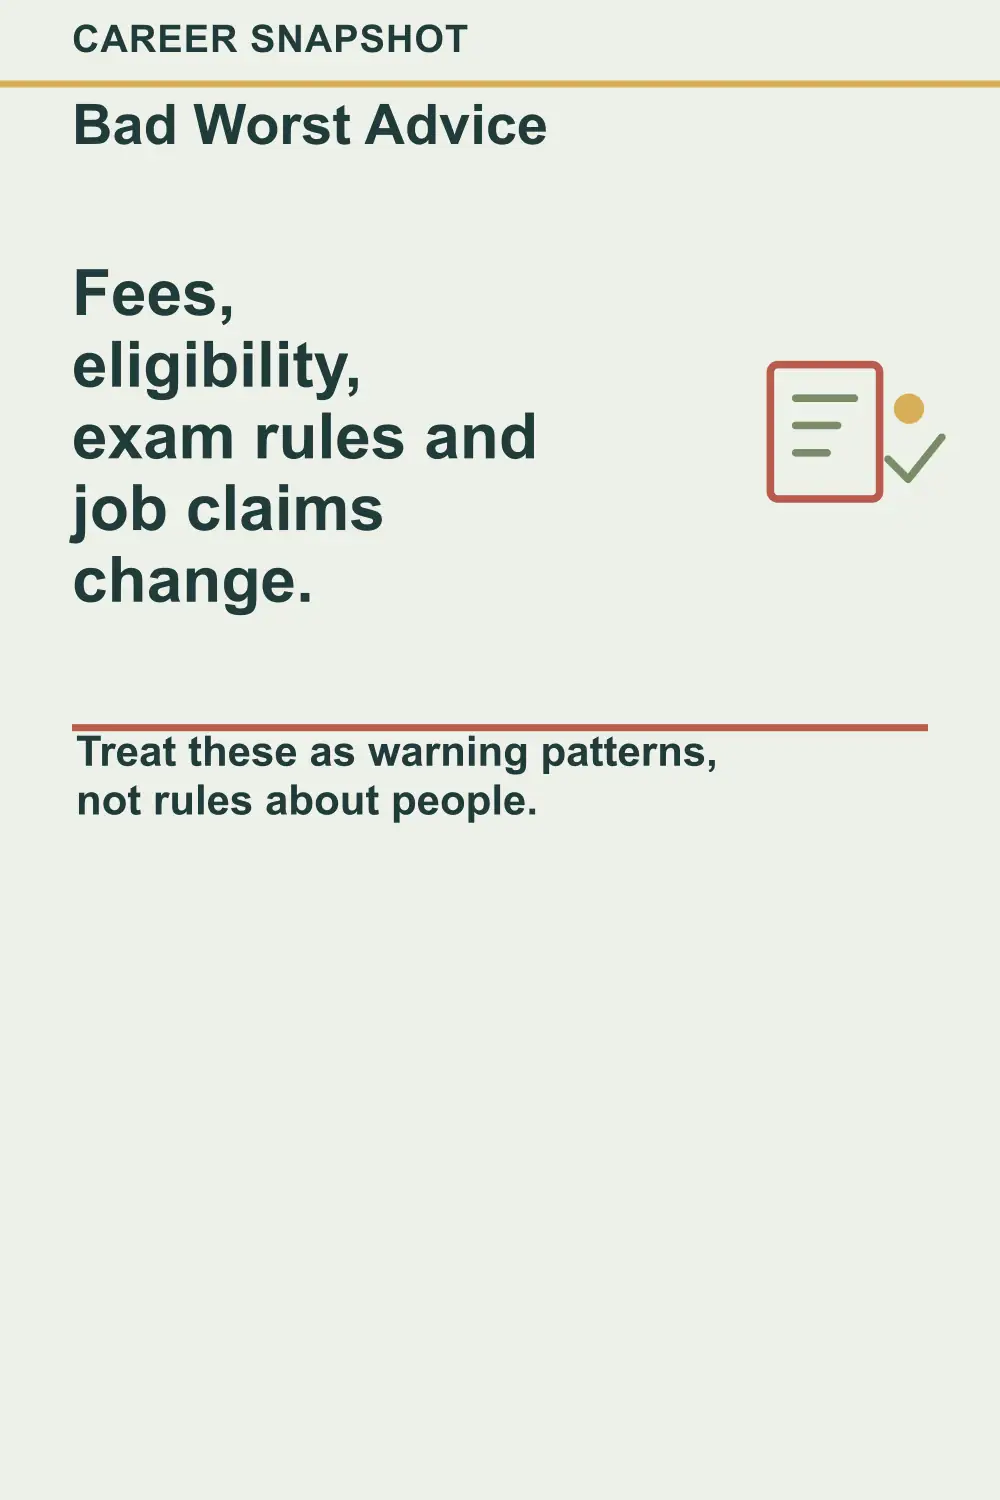 CAREER SNAPSHOT
Bad Worst Advice
Fees,
eligibility,
exam rules and
job claims
change.
Treat these as warning patterns,
not rules about people.